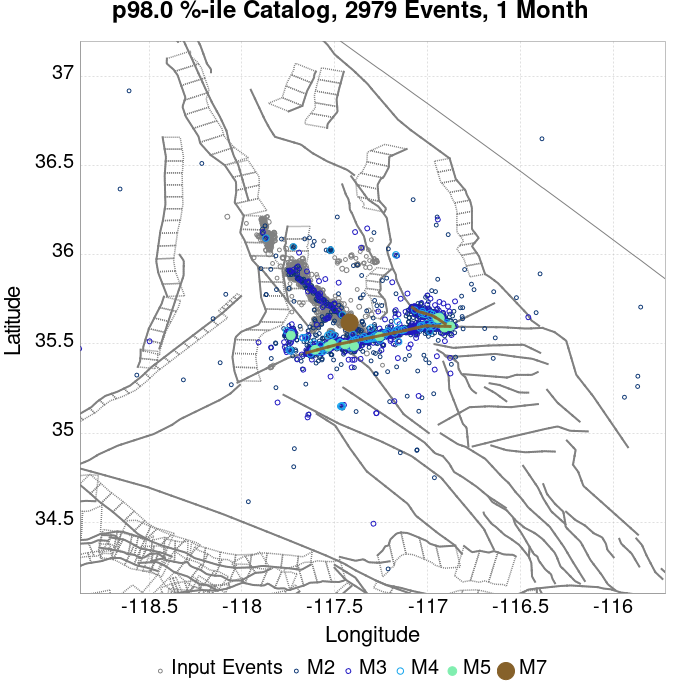 p98.0 %-ile Catalog, 2979 Events, 1 Month
37
36.5
36
35.5
35
34.5
Latitude
-118.5 -118 -117.5 -117 -116.5 -116
Longitude
Input Events M2 M3 M4 M5 M7